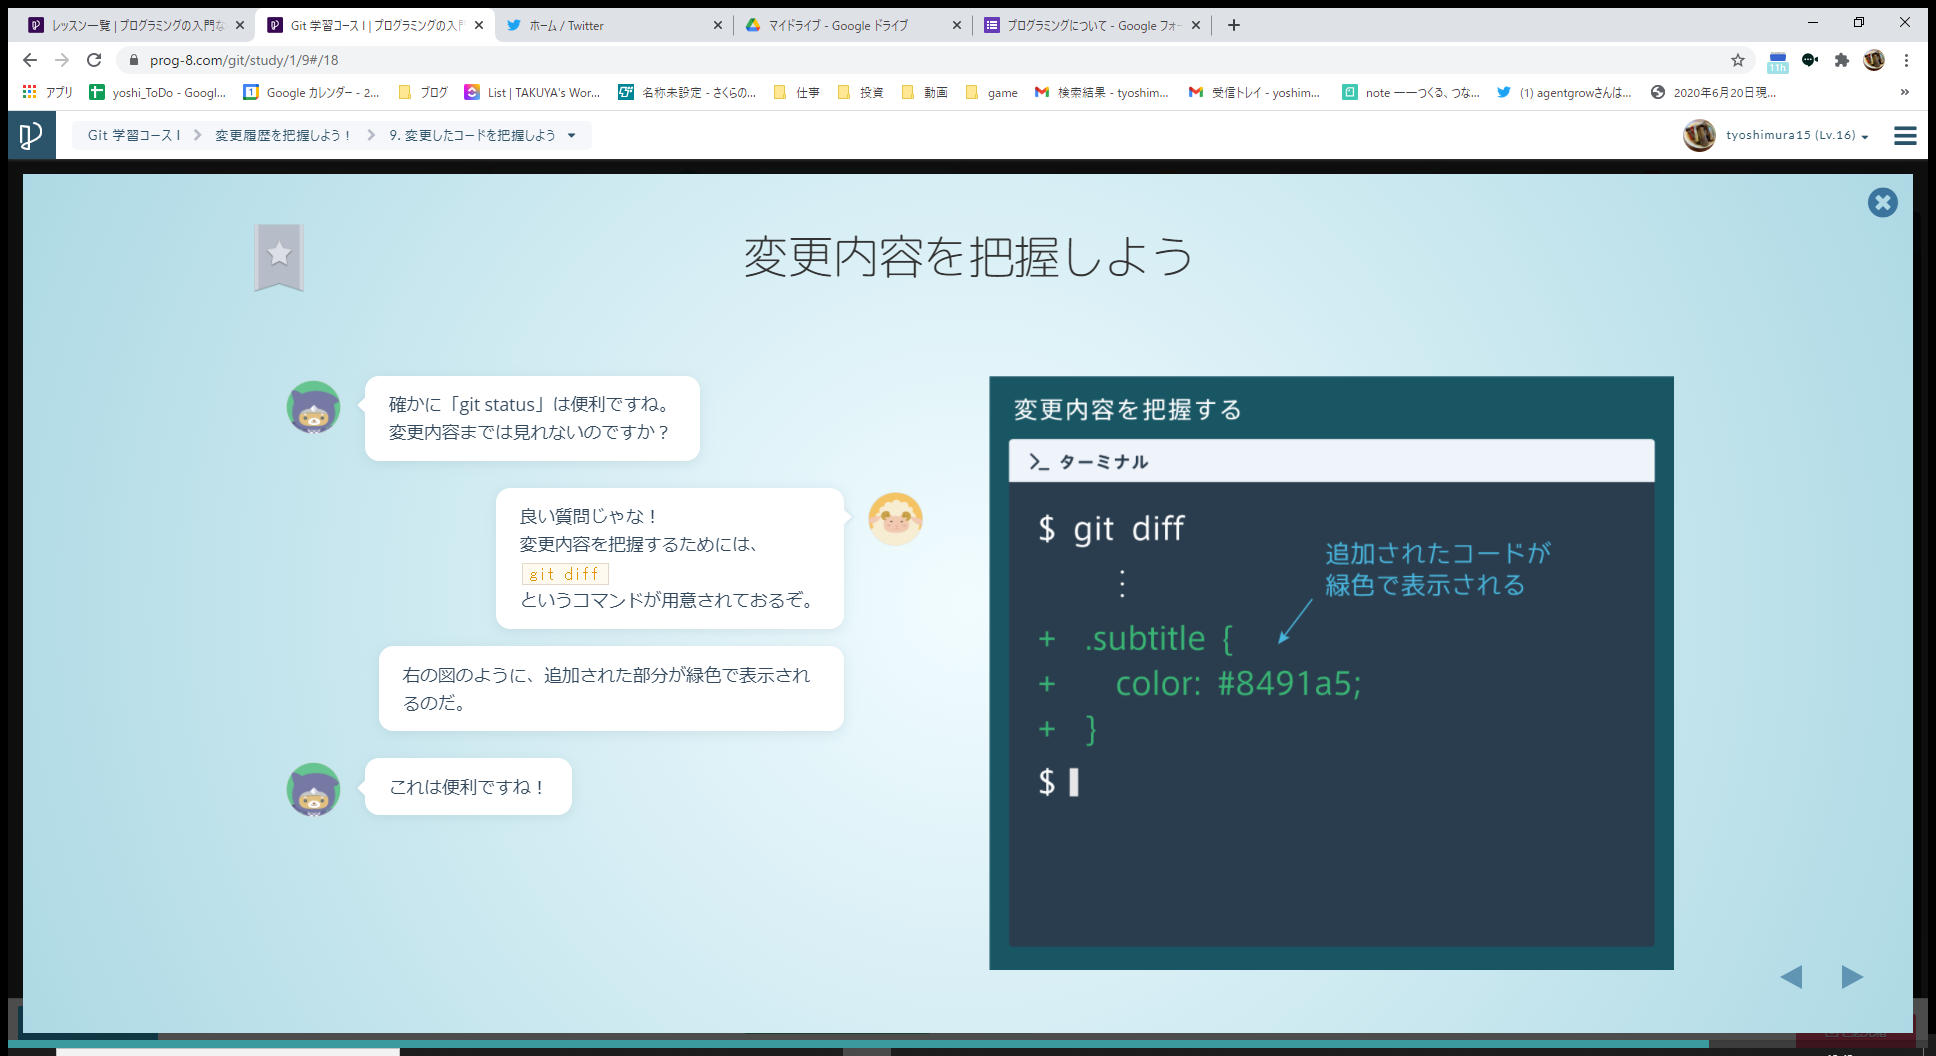 レッスン一覧 | プログラミングの入門な
Git 学習コース I | プログラミングの入門
ホーム / Twitter
マイドライブ - Google ドライブ
プログラミングについて - Google フォー
prog-8.com/git/study/1/9#/18
11h
アプリ
yoshi_ToDo - Googl...
Google カレンダー - 2...
ブログ
List | TAKUYA's Wor...
名称未設定 - さくらの...
仕事
投資
動画
game
検索結果 - tyoshim...
受信トレイ - yoshim...
note ーーつくる、つな...
(1) agentgrowさんは...
2020年6月20日現...
»
Git 学習コース I
変更履歴を把握しよう！
9. 変更したコードを把握しよう
tyoshimura15 (Lv.16)
変更内容を把握しよう
確かに「git status」は便利ですね。
変更内容までは見れないのですか？
良い質問じゃな！
変更内容を把握するためには、
git diff
というコマンドが用意されておるぞ。
右の図のように、追加された部分が緑色で表示され
るのだ。
これは便利ですね！
変更内容を把握する
>_ ターミナル
$ git diff
⋮
追加されたコードが
緑色で表示される
+ .subtitle {
+ color: #8491a5;
+ }
$